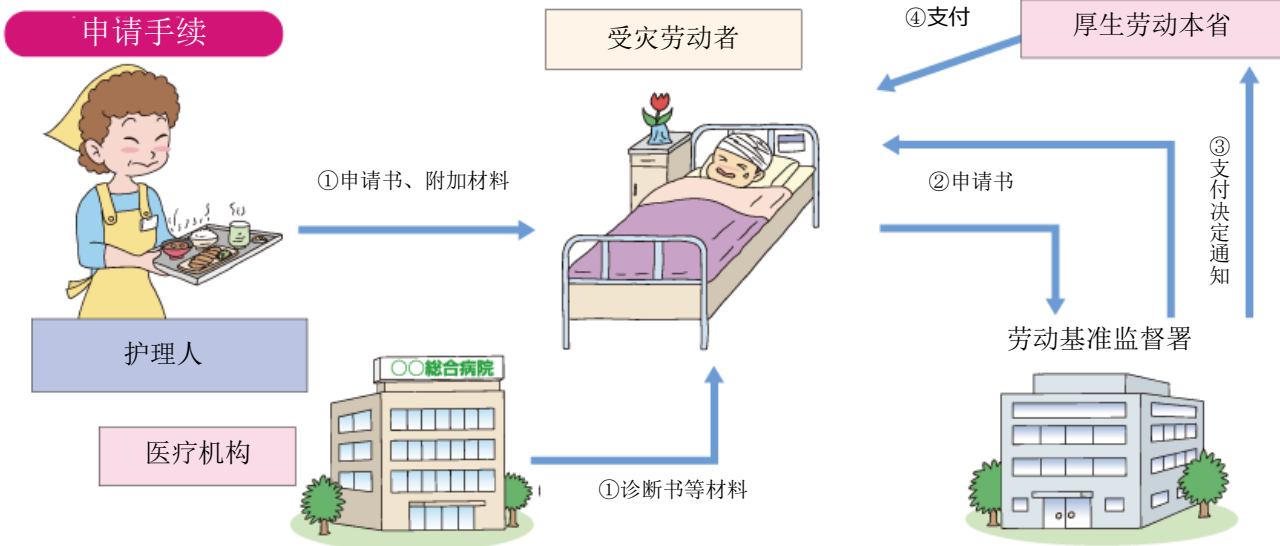 申请手续
受灾劳动者
④支付
厚生劳动本省
①申请书、附加材料
②申请书
③支付决定通知
护理人
劳动基准监督署
〇〇総合病院
医疗机构
①诊断书等材料